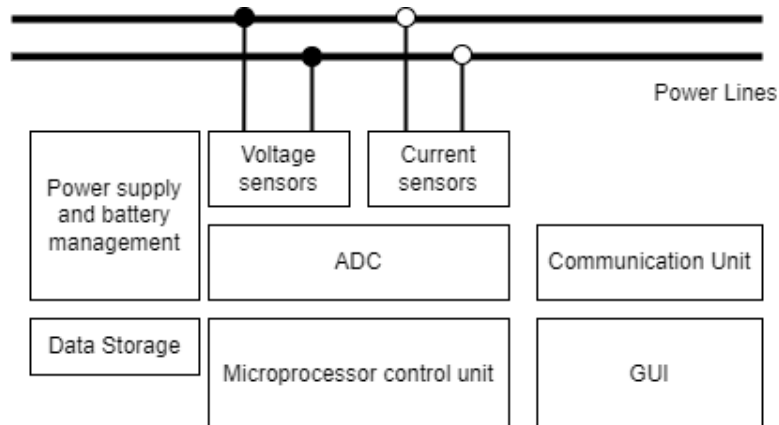 Power Lines
Voltage
sensors
Current
sensors
Power supply
and battery
management
ADC
Communication Unit
Data Storage
Microprocessor control unit
GUI